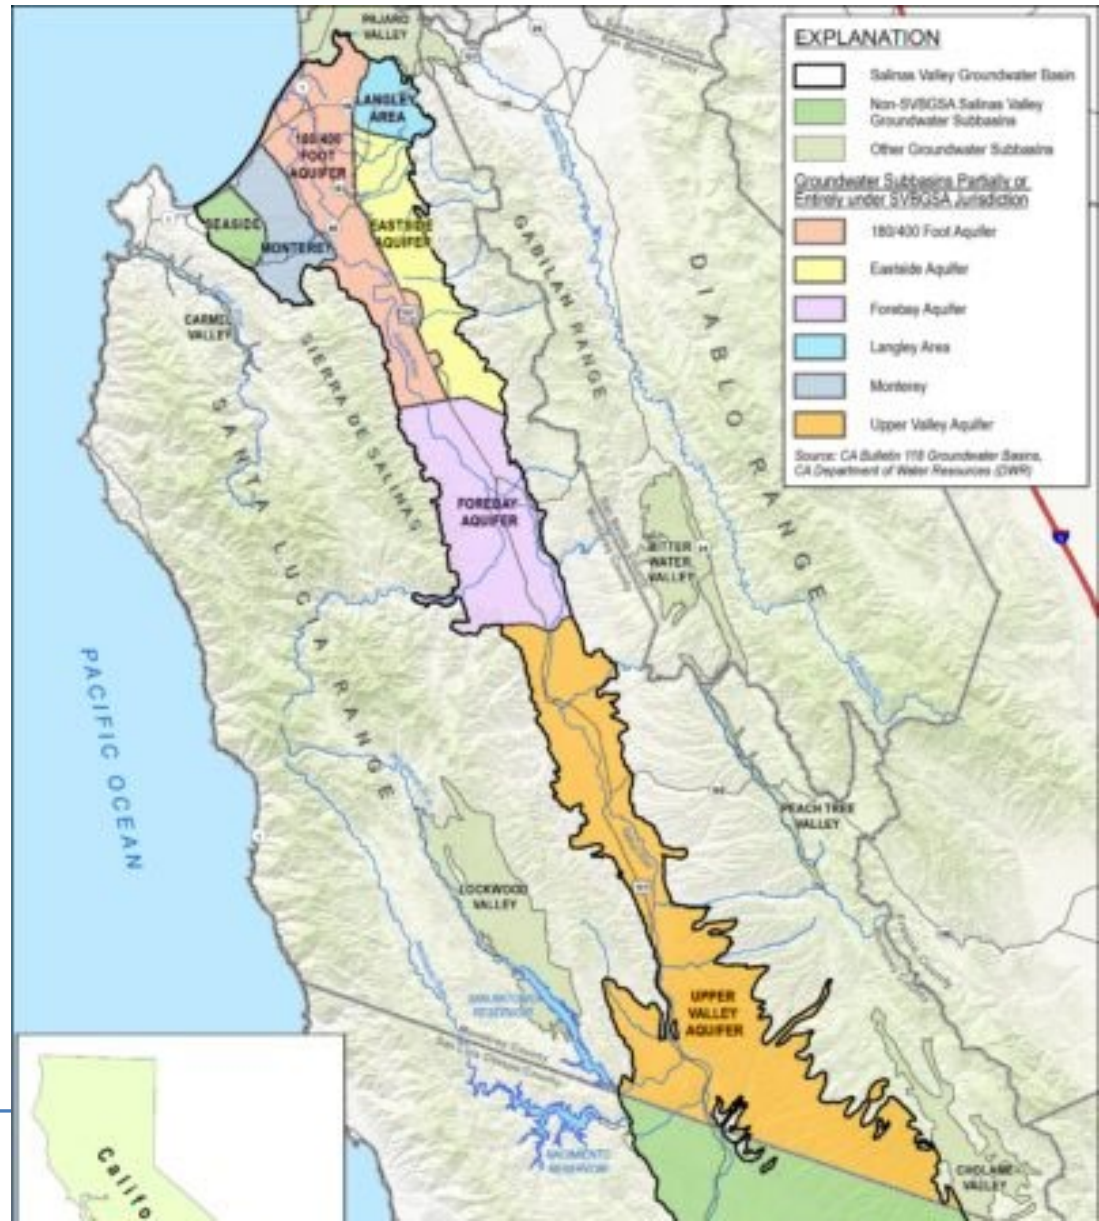 PAJARO
VALLEY
EXPLANATION
Salinas Valley Groundwater Basin
Non-SVBGSA Salinas Valley
Groundwater Subbasins
Other Groundwater Subbasins
Groundwater Subbasins Partially or
Entirely under SVBGSA Jurisdiction
180/400 Foot Aquifer
Eastside Aquifer
Forebay Aquifer
Langley Area
Monterey
Upper Valley Aquifer
Source: CA Bulletin 118 Groundwater Basins,
CA Department of Water Resources (DWR)
LANGLEY
AREA
180/400
FOOT
AQUIFER
SEASIDE
MONTEREY
EASTSIDE
AQUIFER
GABILAN RANGE
DIABLO RANGE
CARMEL
VALLEY
SIERRA DE SALINAS
SANTA LUCIA RANGE
FOREBAY
AQUIFER
BITTER
WATER
VALLEY
PACIFIC OCEAN
PEACH TREE
VALLEY
LOCKWOOD
VALLEY
RESERVOIR
Monterey County
UPPER
VALLEY
AQUIFER
NACIMIENTO
RESERVOIR
CHOLAME
VALLEY
Califo